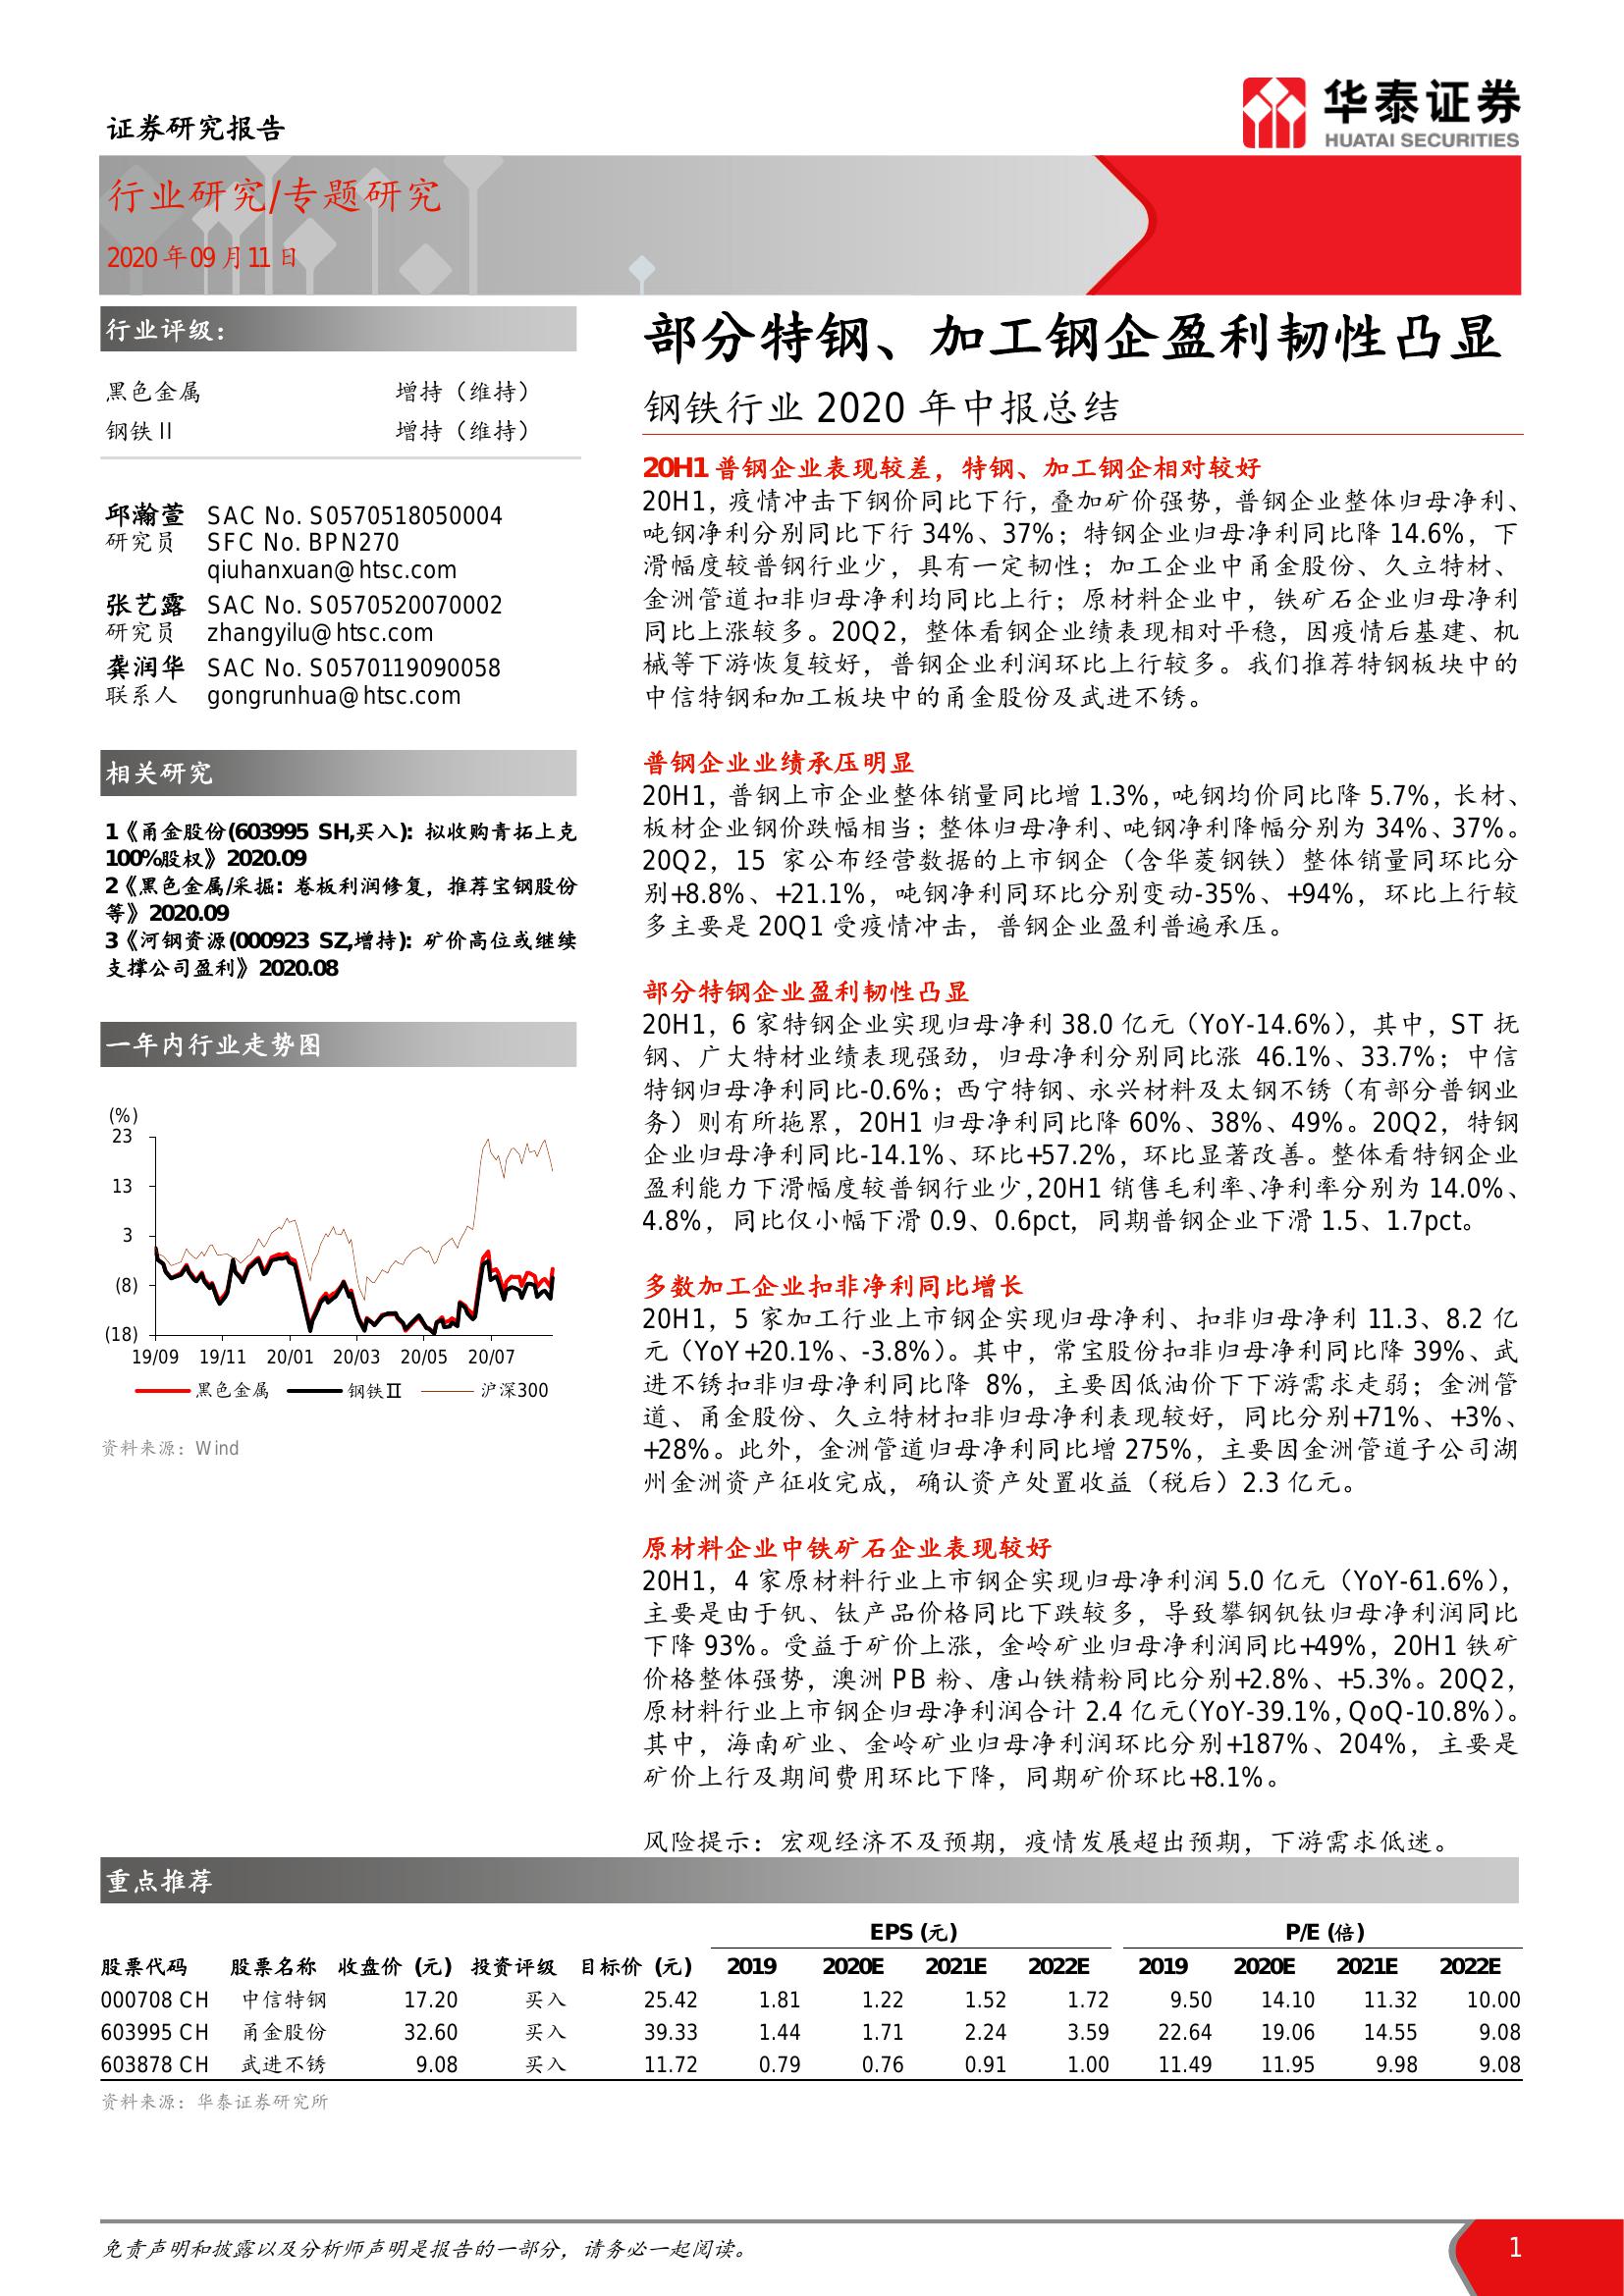 华泰证券
HUATAI SECURITIES
证券研究报告
行业研究/专题研究
2020 年 09 月 11 日
行业评级：
黑色金属 增持（维持）
钢铁Ⅱ 增持（维持）
邱瀚萱 SAC No. S0570518050004
研究员 SFC No. BPN270
qiuhanxuan@htsc.com
张艺露 SAC No. S0570520070002
研究员 zhangyilu@htsc.com
龚润华 SAC No. S0570119090058
联系人 gongrunhua@htsc.com
相关研究
1《甬金股份(603995 SH,买入)：拟收购青拓上克
100%股权》2020.09
2《黑色金属/采掘：卷板利润修复，推荐宝钢股份
等》2020.09
3《河钢资源(000923 SZ,增持)：矿价高位或继续
支撑公司盈利》2020.08
一年内行业走势图
(%)
23
13
3
(8)
(18)
19/09 19/11 20/01 20/03 20/05 20/07
黑色金属 钢铁Ⅱ 沪深300
资料来源：Wind
部分特钢、加工钢企盈利韧性凸显
钢铁行业 2020 年中报总结
20H1 普钢企业表现较差，特钢、加工钢企相对较好
20H1，疫情冲击下钢价同比下行，叠加矿价强势，普钢企业整体归母净利、
吨钢净利分别同比下行 34%、37%；特钢企业归母净利同比降 14.6%，下
滑幅度较普钢行业少，具有一定韧性；加工企业中甬金股份、久立特材、
金洲管道扣非归母净利均同比上行；原材料企业中，铁矿石企业归母净利
同比上涨较多。20Q2，整体看钢企业绩表现相对平稳，因疫情后基建、机
械等下游恢复较好，普钢企业利润环比上行较多。我们推荐特钢板块中的
中信特钢和加工板块中的甬金股份及武进不锈。
普钢企业业绩承压明显
20H1，普钢上市企业整体销量同比增 1.3%，吨钢均价同比降 5.7%，长材、
板材企业钢价跌幅相当；整体归母净利、吨钢净利降幅分别为 34%、37%。
20Q2，15 家公布经营数据的上市钢企（含华菱钢铁）整体销量同环比分
别+8.8%、+21.1%，吨钢净利同环比分别变动-35%、+94%，环比上行较
多主要是 20Q1 受疫情冲击，普钢企业盈利普遍承压。
部分特钢企业盈利韧性凸显
20H1，6 家特钢企业实现归母净利 38.0 亿元（YoY-14.6%），其中，ST 抚
钢、广大特材业绩表现强劲，归母净利分别同比涨 46.1%、33.7%；中信
特钢归母净利同比-0.6%；西宁特钢、永兴材料及太钢不锈（有部分普钢业
务）则有所拖累，20H1 归母净利同比降 60%、38%、49%。20Q2，特钢
企业归母净利同比-14.1%、环比+57.2%，环比显著改善。整体看特钢企业
盈利能力下滑幅度较普钢行业少，20H1 销售毛利率、净利率分别为 14.0%、
4.8%，同比仅小幅下滑 0.9、0.6pct，同期普钢企业下滑 1.5、1.7pct。
多数加工企业扣非净利同比增长
20H1，5 家加工行业上市钢企实现归母净利、扣非归母净利 11.3、8.2 亿
元（YoY+20.1%、-3.8%）。其中，常宝股份扣非归母净利同比降 39%、武
进不锈扣非归母净利同比降 8%，主要因低油价下下游需求走弱；金洲管
道、甬金股份、久立特材扣非归母净利表现较好，同比分别+71%、+3%、
+28%。此外，金洲管道归母净利同比增 275%，主要因金洲管道子公司湖
州金洲资产征收完成，确认资产处置收益（税后）2.3 亿元。
原材料企业中铁矿石企业表现较好
20H1，4 家原材料行业上市钢企实现归母净利润 5.0 亿元（YoY-61.6%），
主要是由于钒、钛产品价格同比下跌较多，导致攀钢钒钛归母净利润同比
下降 93%。受益于矿价上涨，金岭矿业归母净利润同比+49%，20H1 铁矿
价格整体强势，澳洲 PB 粉、唐山铁精粉同比分别+2.8%、+5.3%。20Q2，
原材料行业上市钢企归母净利润合计 2.4 亿元（YoY-39.1%，QoQ-10.8%）。
其中，海南矿业、金岭矿业归母净利润环比分别+187%、204%，主要是
矿价上行及期间费用环比下降，同期矿价环比+8.1%。
风险提示：宏观经济不及预期，疫情发展超出预期，下游需求低迷。
重点推荐
EPS (元) P/E (倍)
股票代码 股票名称 收盘价 (元) 投资评级 目标价 (元) 2019 2020E 2021E 2022E 2019 2020E 2021E 2022E
000708 CH 中信特钢 17.20 买入 25.42 1.81 1.22 1.52 1.72 9.50 14.10 11.32 10.00
603995 CH 甬金股份 32.60 买入 39.33 1.44 1.71 2.24 3.59 22.64 19.06 14.55 9.08
603878 CH 武进不锈 9.08 买入 11.72 0.79 0.76 0.91 1.00 11.49 11.95 9.98 9.08
资料来源：华泰证券研究所
免责声明和披露以及分析师声明是报告的一部分，请务必一起阅读。 1